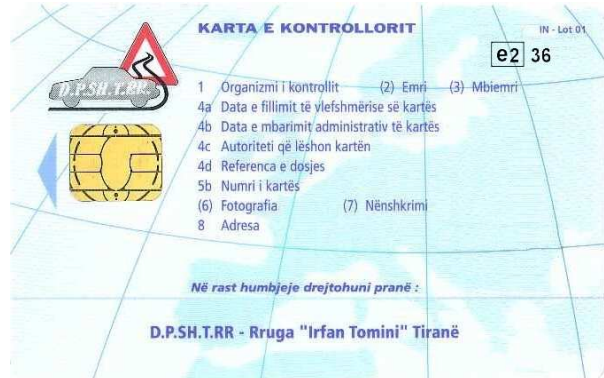 KARTA E KONTROLLORIT
IN - Lot 01
e2 36
D.P.SH.T.RR.
1 Organizmi i kontrollit (2) Emri (3) Mbiemri
4a Data e fillimit të vlefshmërise së kartës
4b Data e mbarimit administrativ të kartës
4c Autoriteti që lëshon kartën
4d Referenca e dosjes
5b Numri i kartës
(6) Fotografia (7) Nënshkrimi
8 Adresa
Në rast humbjeje drejtohuni pranë :
D.P.SH.T.RR - Rruga "Irfan Tomini" Tiranë